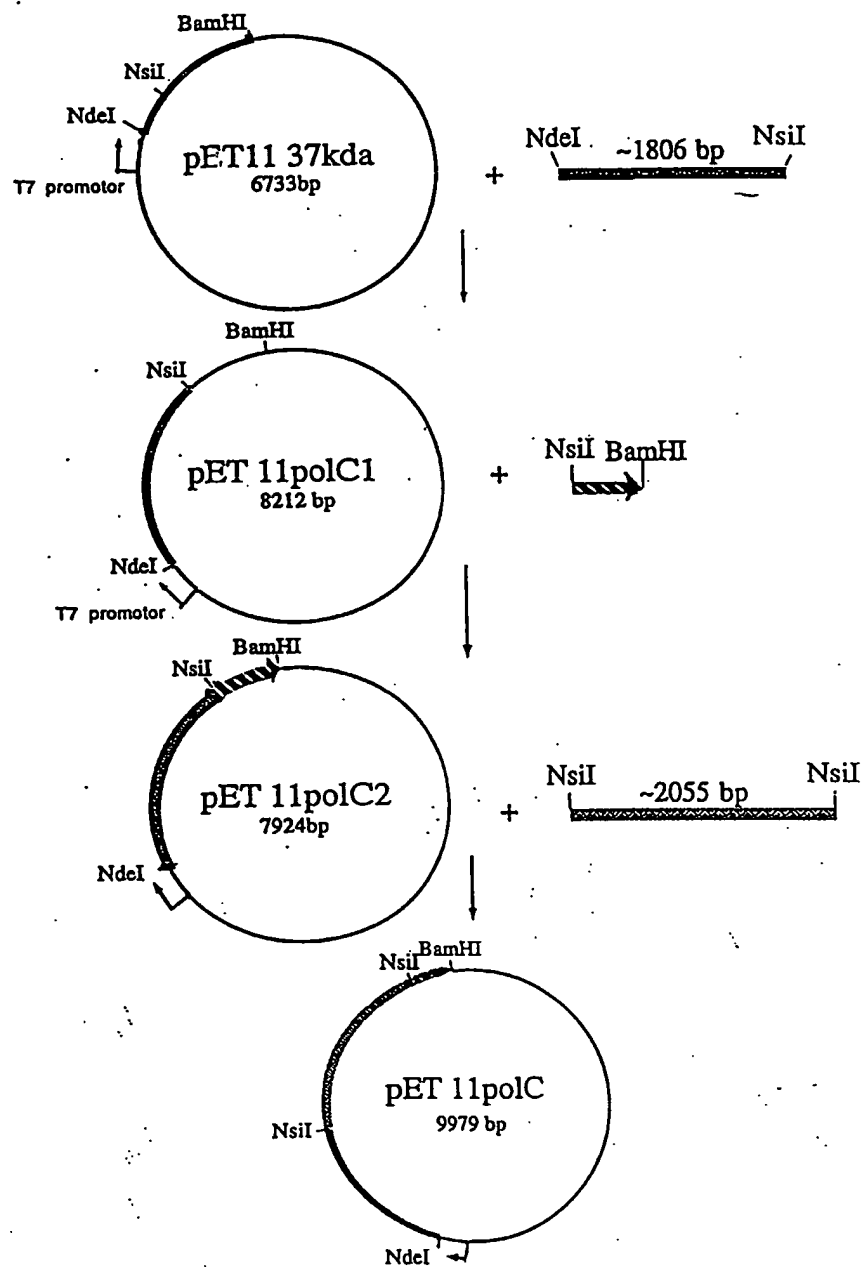 BamHI
NsiI
NdeI
T7 promotor
pET11 37kda
6733bp
+
NdeI
~1806 bp
NsiI
BamHI
NsiI
pET 11polC1
8212 bp
NdeI
T7 promotor
+
NsiI BamHI
BamHI
NsiI
pET 11polC2
7924bp
NdeI
+
NsiI
~2055 bp
NsiI
BamHI
NsiI
pET 11polC
9979 bp
NsiI
NdeI